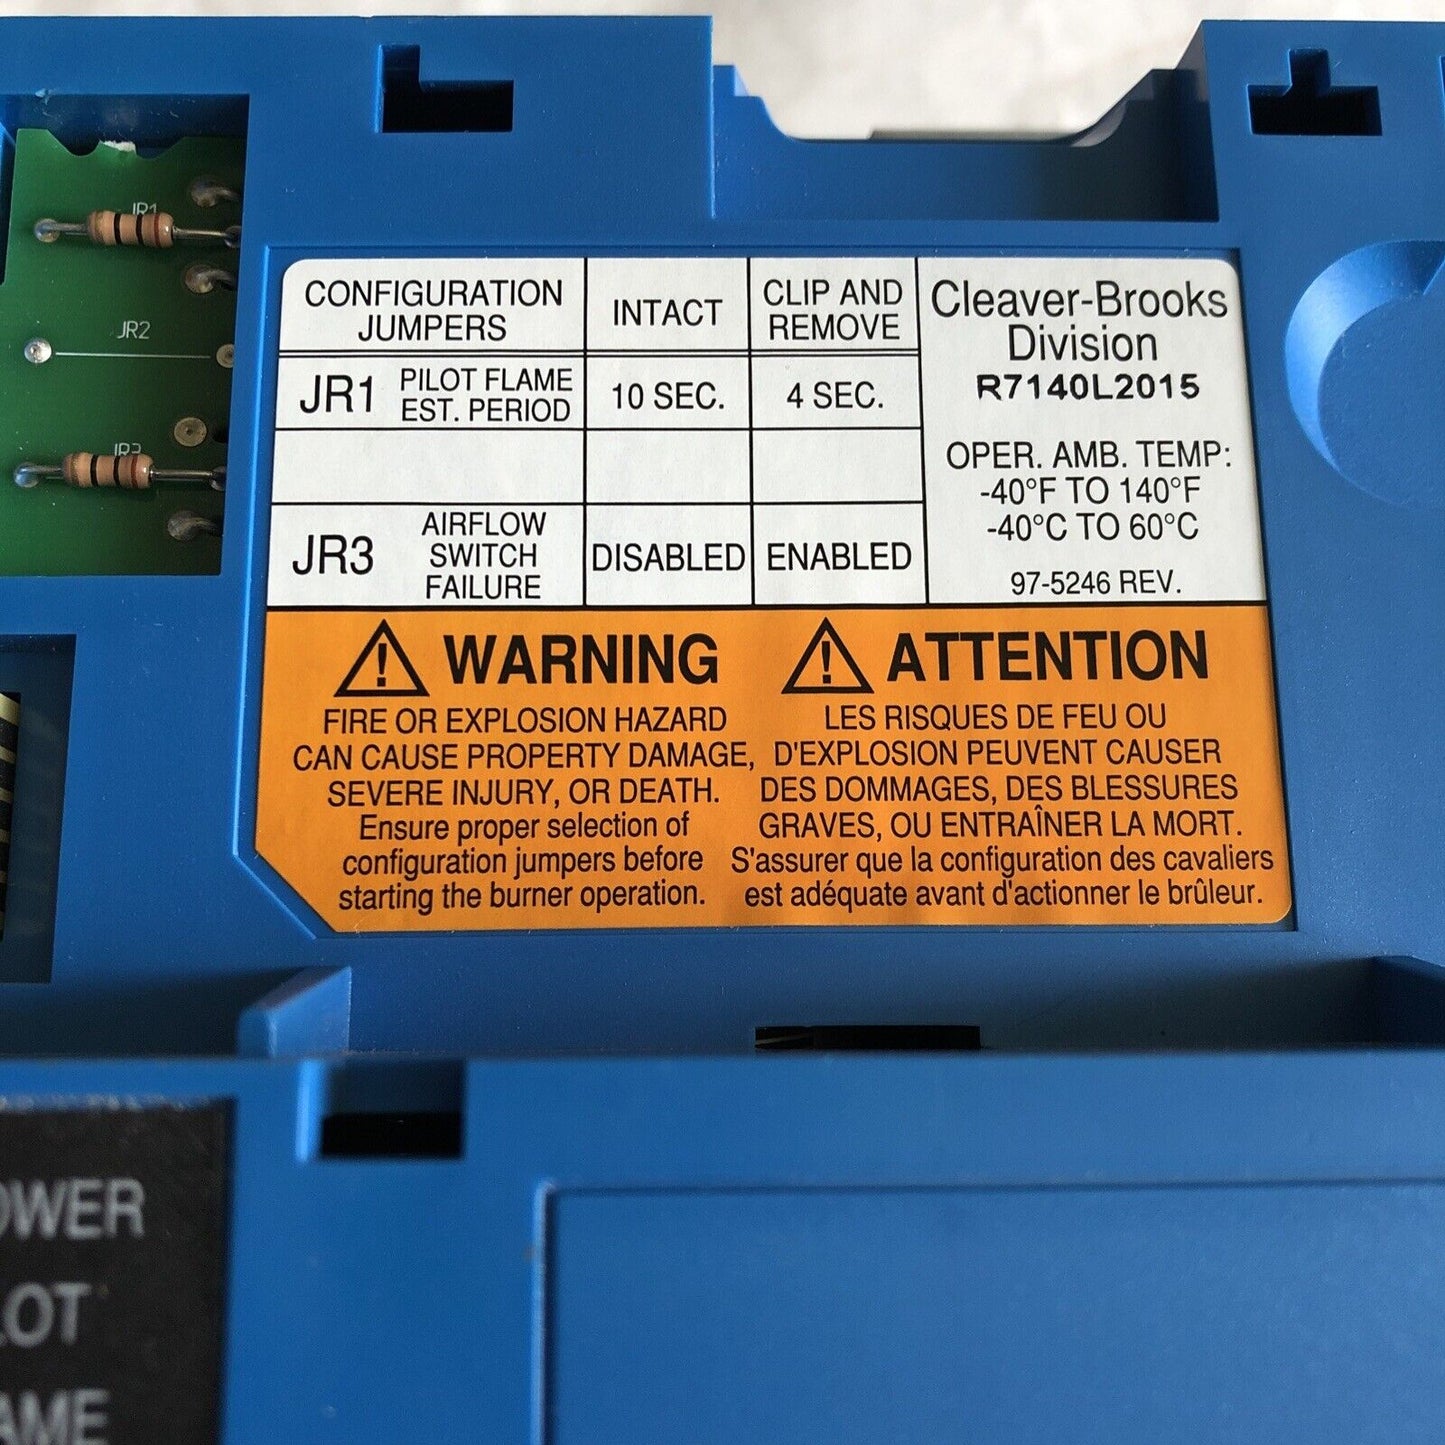 JR1
JR2
JR3
CONFIGURATION JUMPERS
INTACT
CLIP AND REMOVE
JR1 PILOT FLAME EST. PERIOD
10 SEC.
4 SEC.
JR3 AIRFLOW SWITCH FAILURE
DISABLED
ENABLED
Cleaver-Brooks
Division
R7140L2015
OPER. AMB. TEMP:
-40°F TO 140°F
-40°C TO 60°C
97-5246 REV.
WARNING
FIRE OR EXPLOSION HAZARD
CAN CAUSE PROPERTY DAMAGE,
SEVERE INJURY, OR DEATH.
Ensure proper selection of
configuration jumpers before
starting the burner operation.
ATTENTION
LES RISQUES DE FEU OU
D'EXPLOSION PEUVENT CAUSER
DES DOMMAGES, DES BLESSURES
GRAVES, OU ENTRAÎNER LA MORT.
S'assurer que la configuration des cavaliers
est adéquate avant d'actionner le brûleur.
OWER
LOT
AME